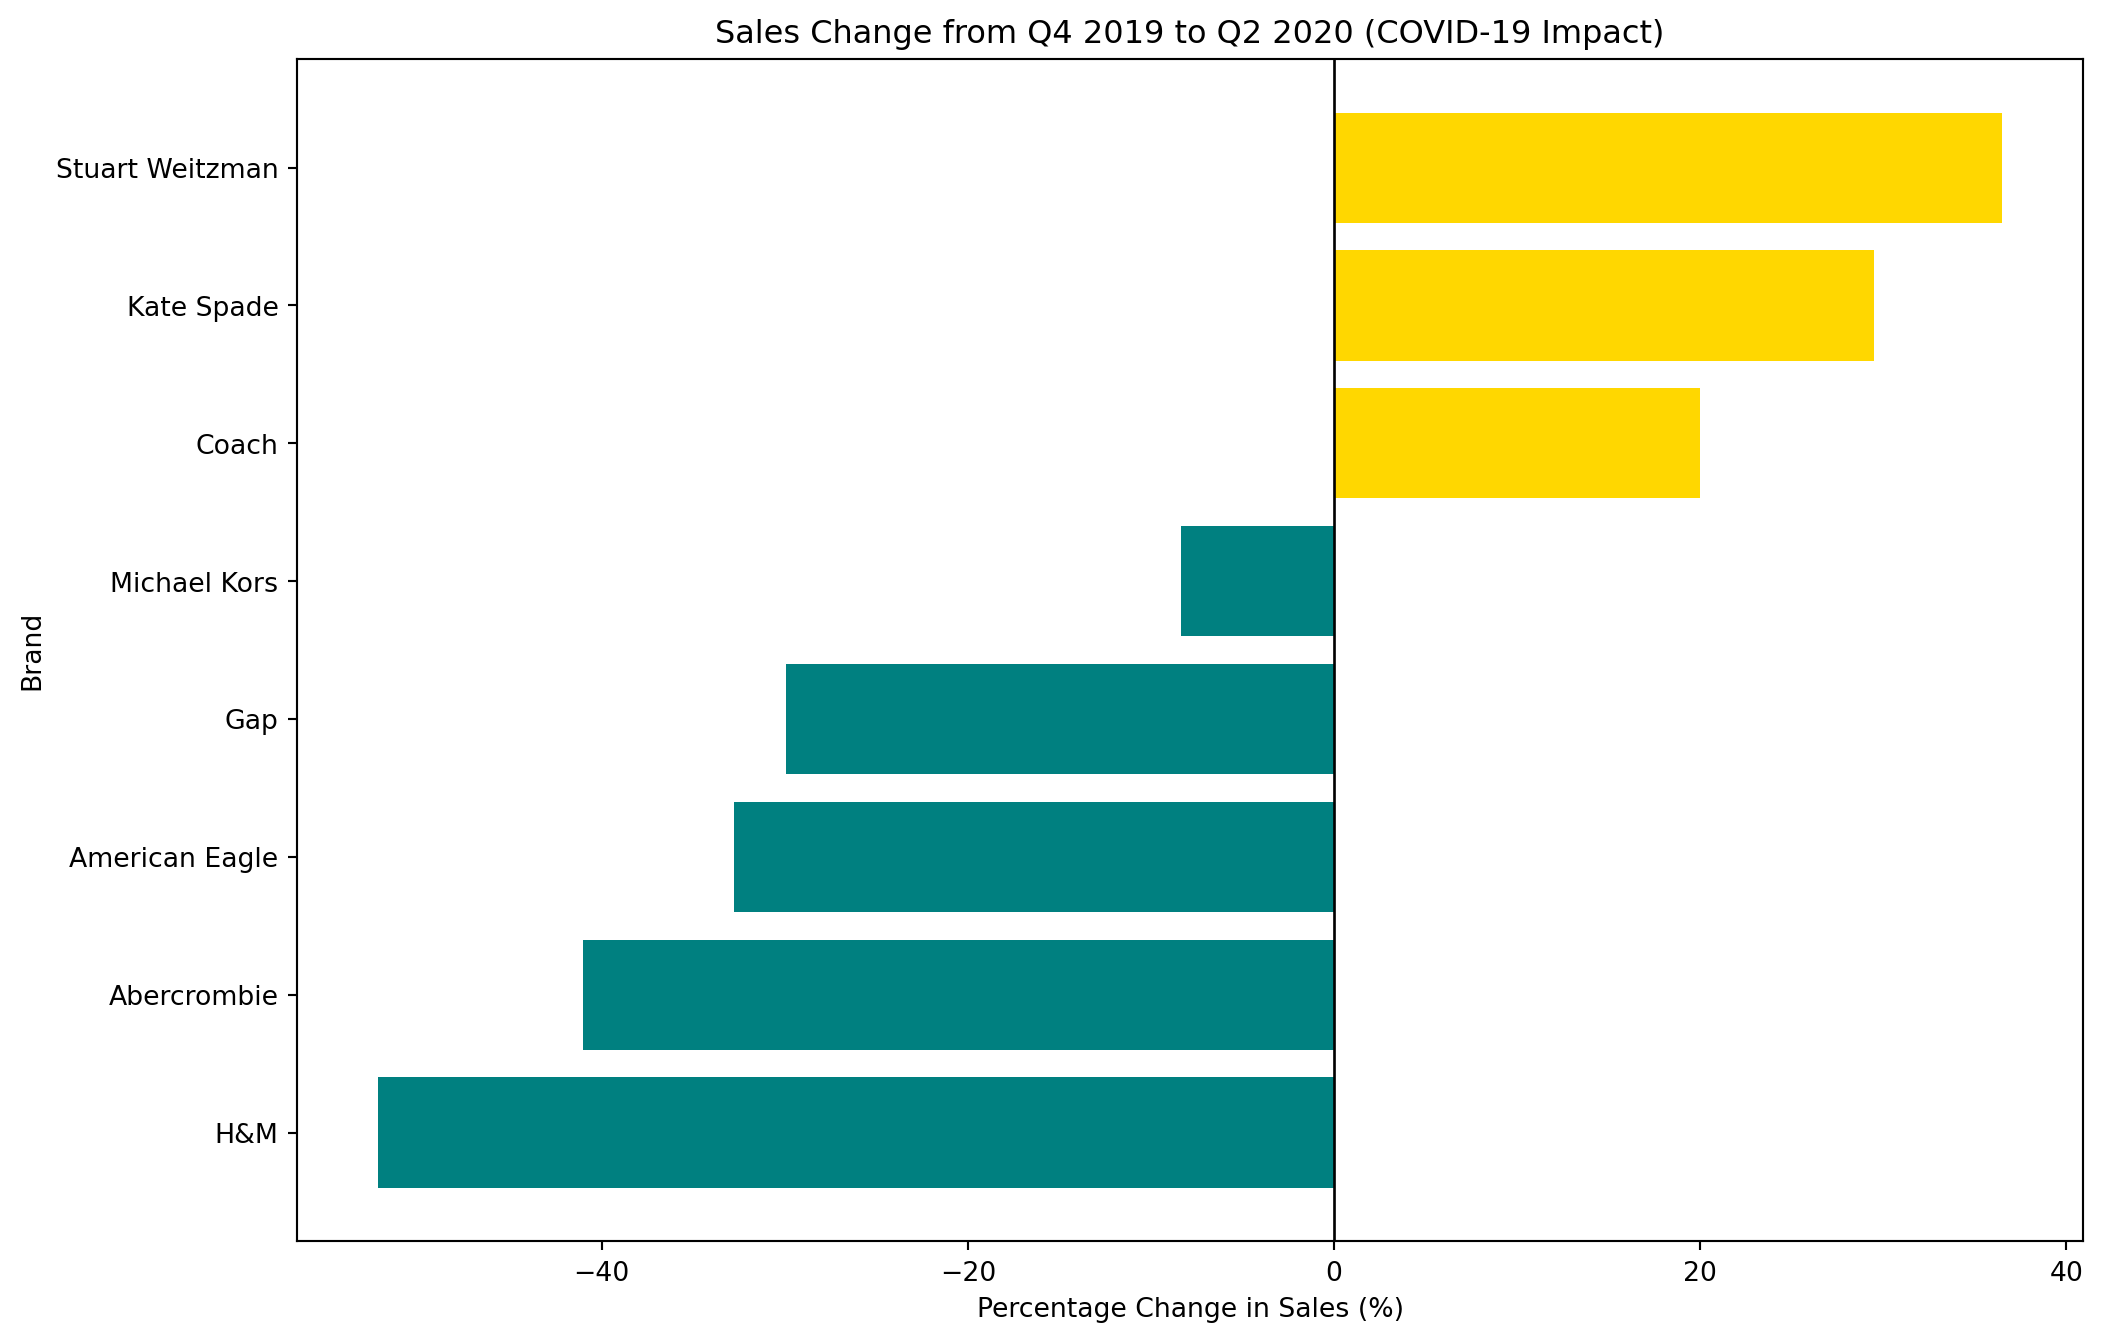 Sales Change from Q4 2019 to Q2 2020 (COVID-19 Impact)
Stuart Weitzman
Kate Spade
Coach
Michael Kors
Gap
American Eagle
Abercrombie
H&M
Brand
−40 −20 0 20 40
Percentage Change in Sales (%)